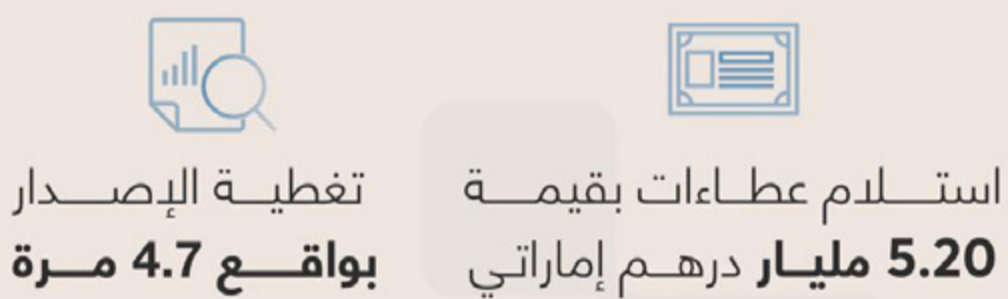 استلام عطاءات بقيمة
5.20 مليار درهم إماراتي
تغطية الإصدار
بواقع 4.7 مرة